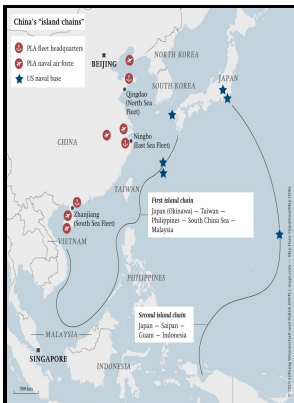 China's "island chains"
PLA fleet headquarters
PLA naval air force
US naval base
BEIJING
NORTH KOREA
JAPAN
SOUTH KOREA
Qingdao
(North Sea
Fleet)
CHINA
Ningbo
(East Sea Fleet)
TAIWAN
Zhanjiang
(South Sea Fleet)
VIETNAM
First island chain
Japan (Okinawa) – Taiwan –
Philippines – South China Sea –
Malaysia
PHILIPPINES
Second island chain
Japan – Saipan –
Guam – Indonesia
MALAYSIA
SINGAPORE
INDONESIA
500 km